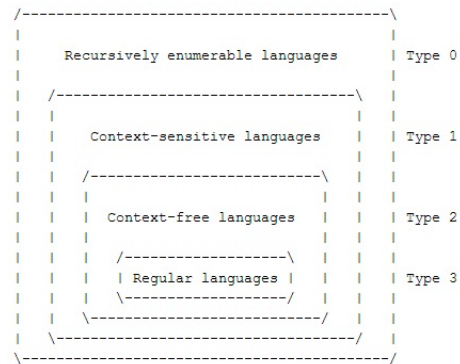 Recursively enumerable languages Type 0
Context-sensitive languages Type 1
Context-free languages Type 2
Regular languages Type 3